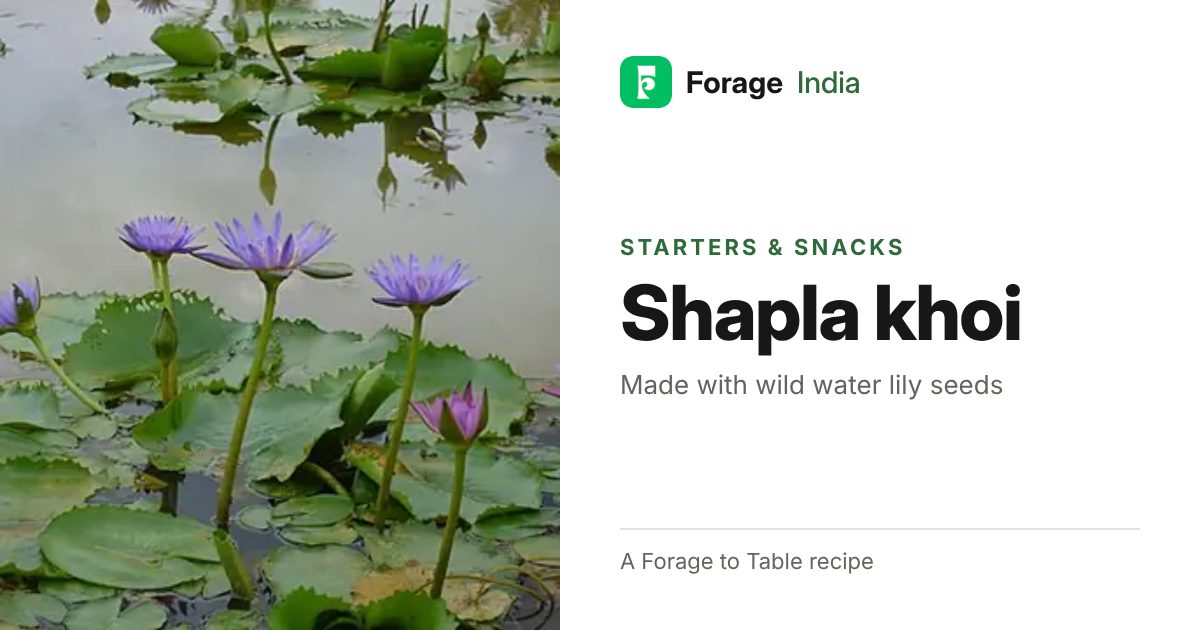 Forage India
STARTERS & SNACKS
Shapla khoi
Made with wild water lily seeds
A Forage to Table recipe